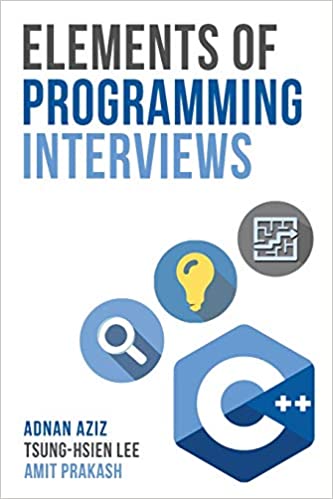 ELEMENTS OF
PROGRAMMING
INTERVIEWS
C++
ADNAN AZIZ
TSUNG-HSIEN LEE
AMIT PRAKASH